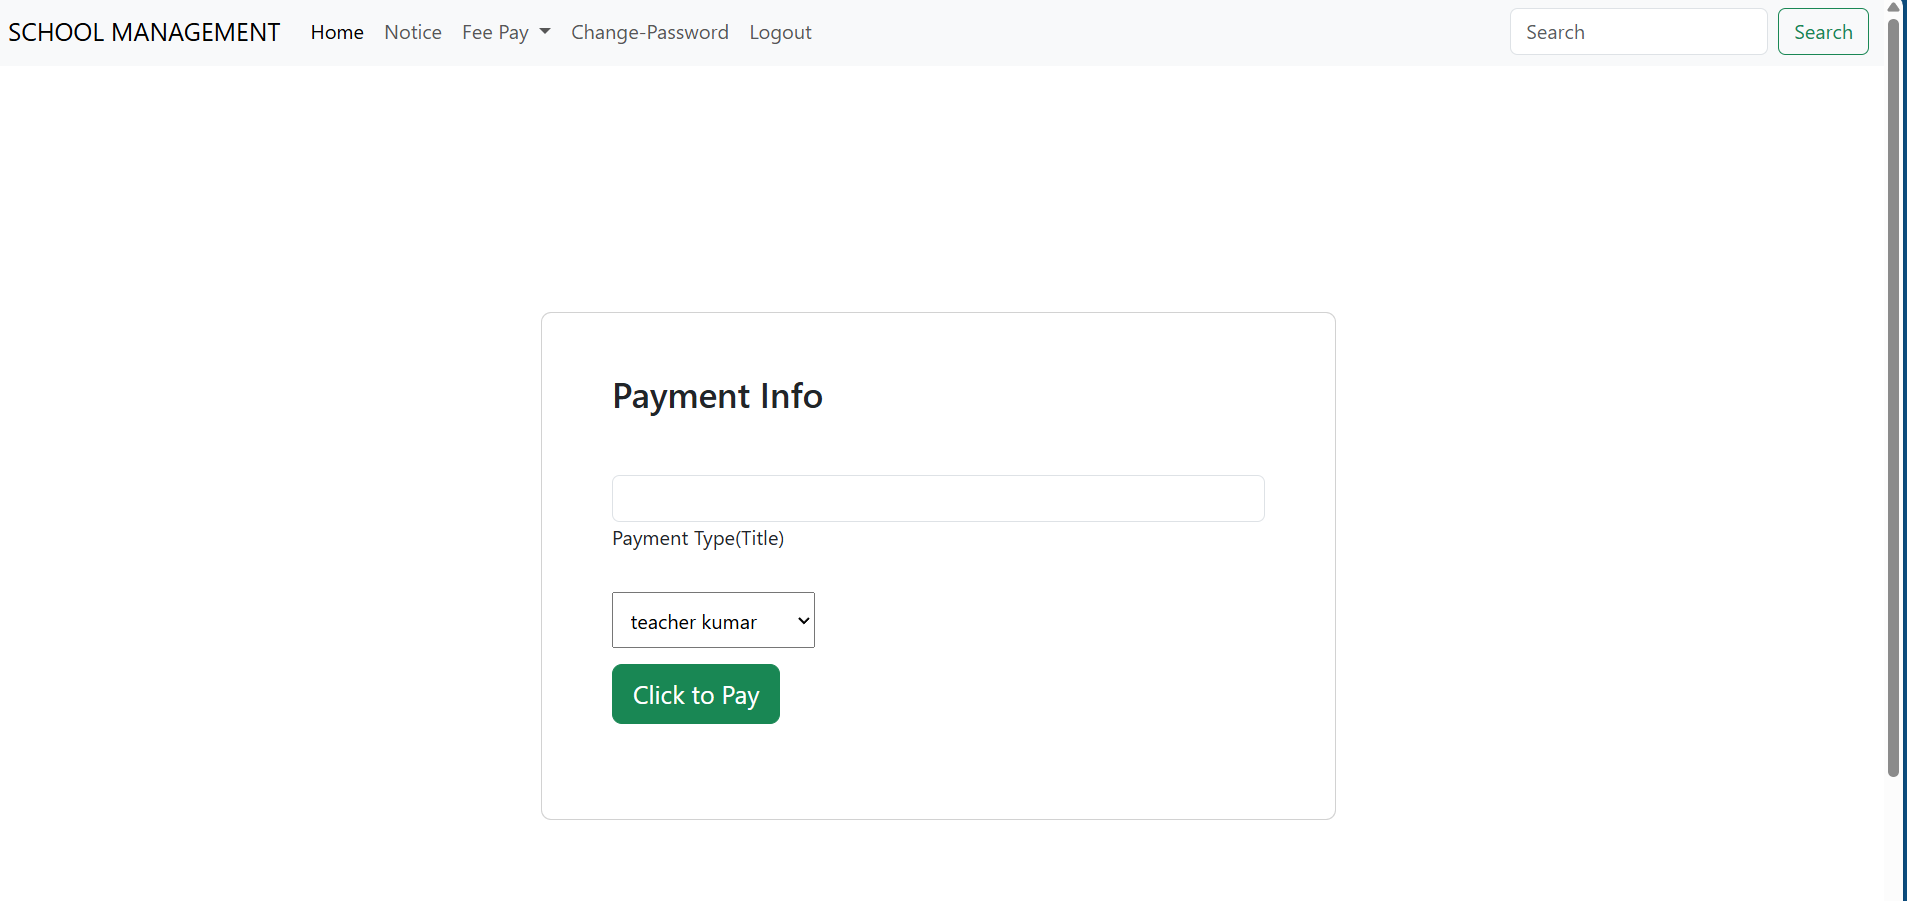 SCHOOL MANAGEMENT Home Notice Fee Pay Change-Password Logout Search Search
Payment Info
Payment Type(Title)
teacher kumar
Click to Pay